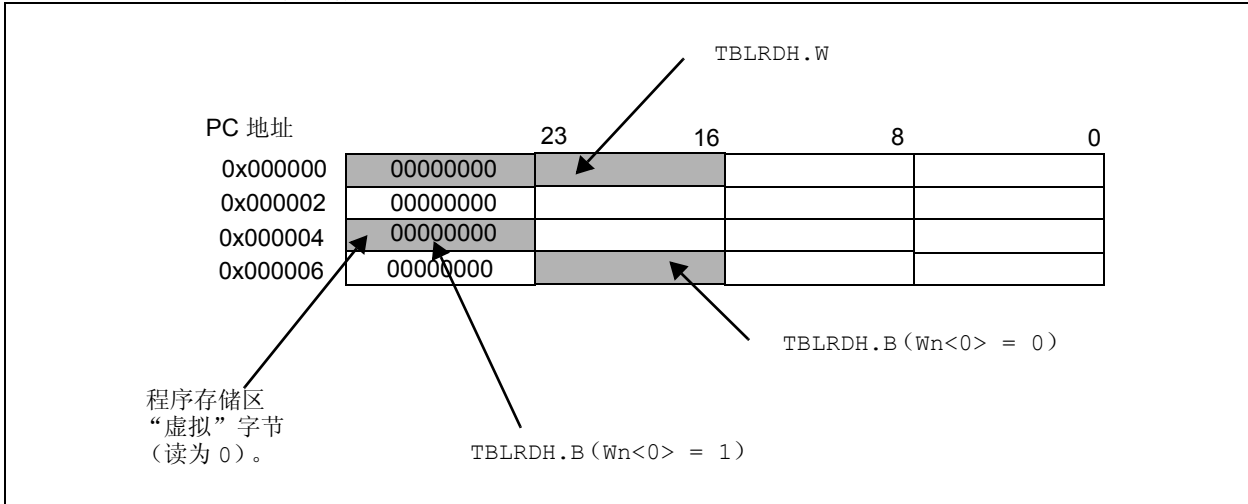 TBLRDH.W
PC 地址
23 16 8 0
0x000000 00000000
0x000002 00000000
0x000004 00000000
0x000006 00000000
TBLRDH.B（Wn<0> = 0）
程序存储区
“虚拟”字节
（读为 0）。
TBLRDH.B（Wn<0> = 1）